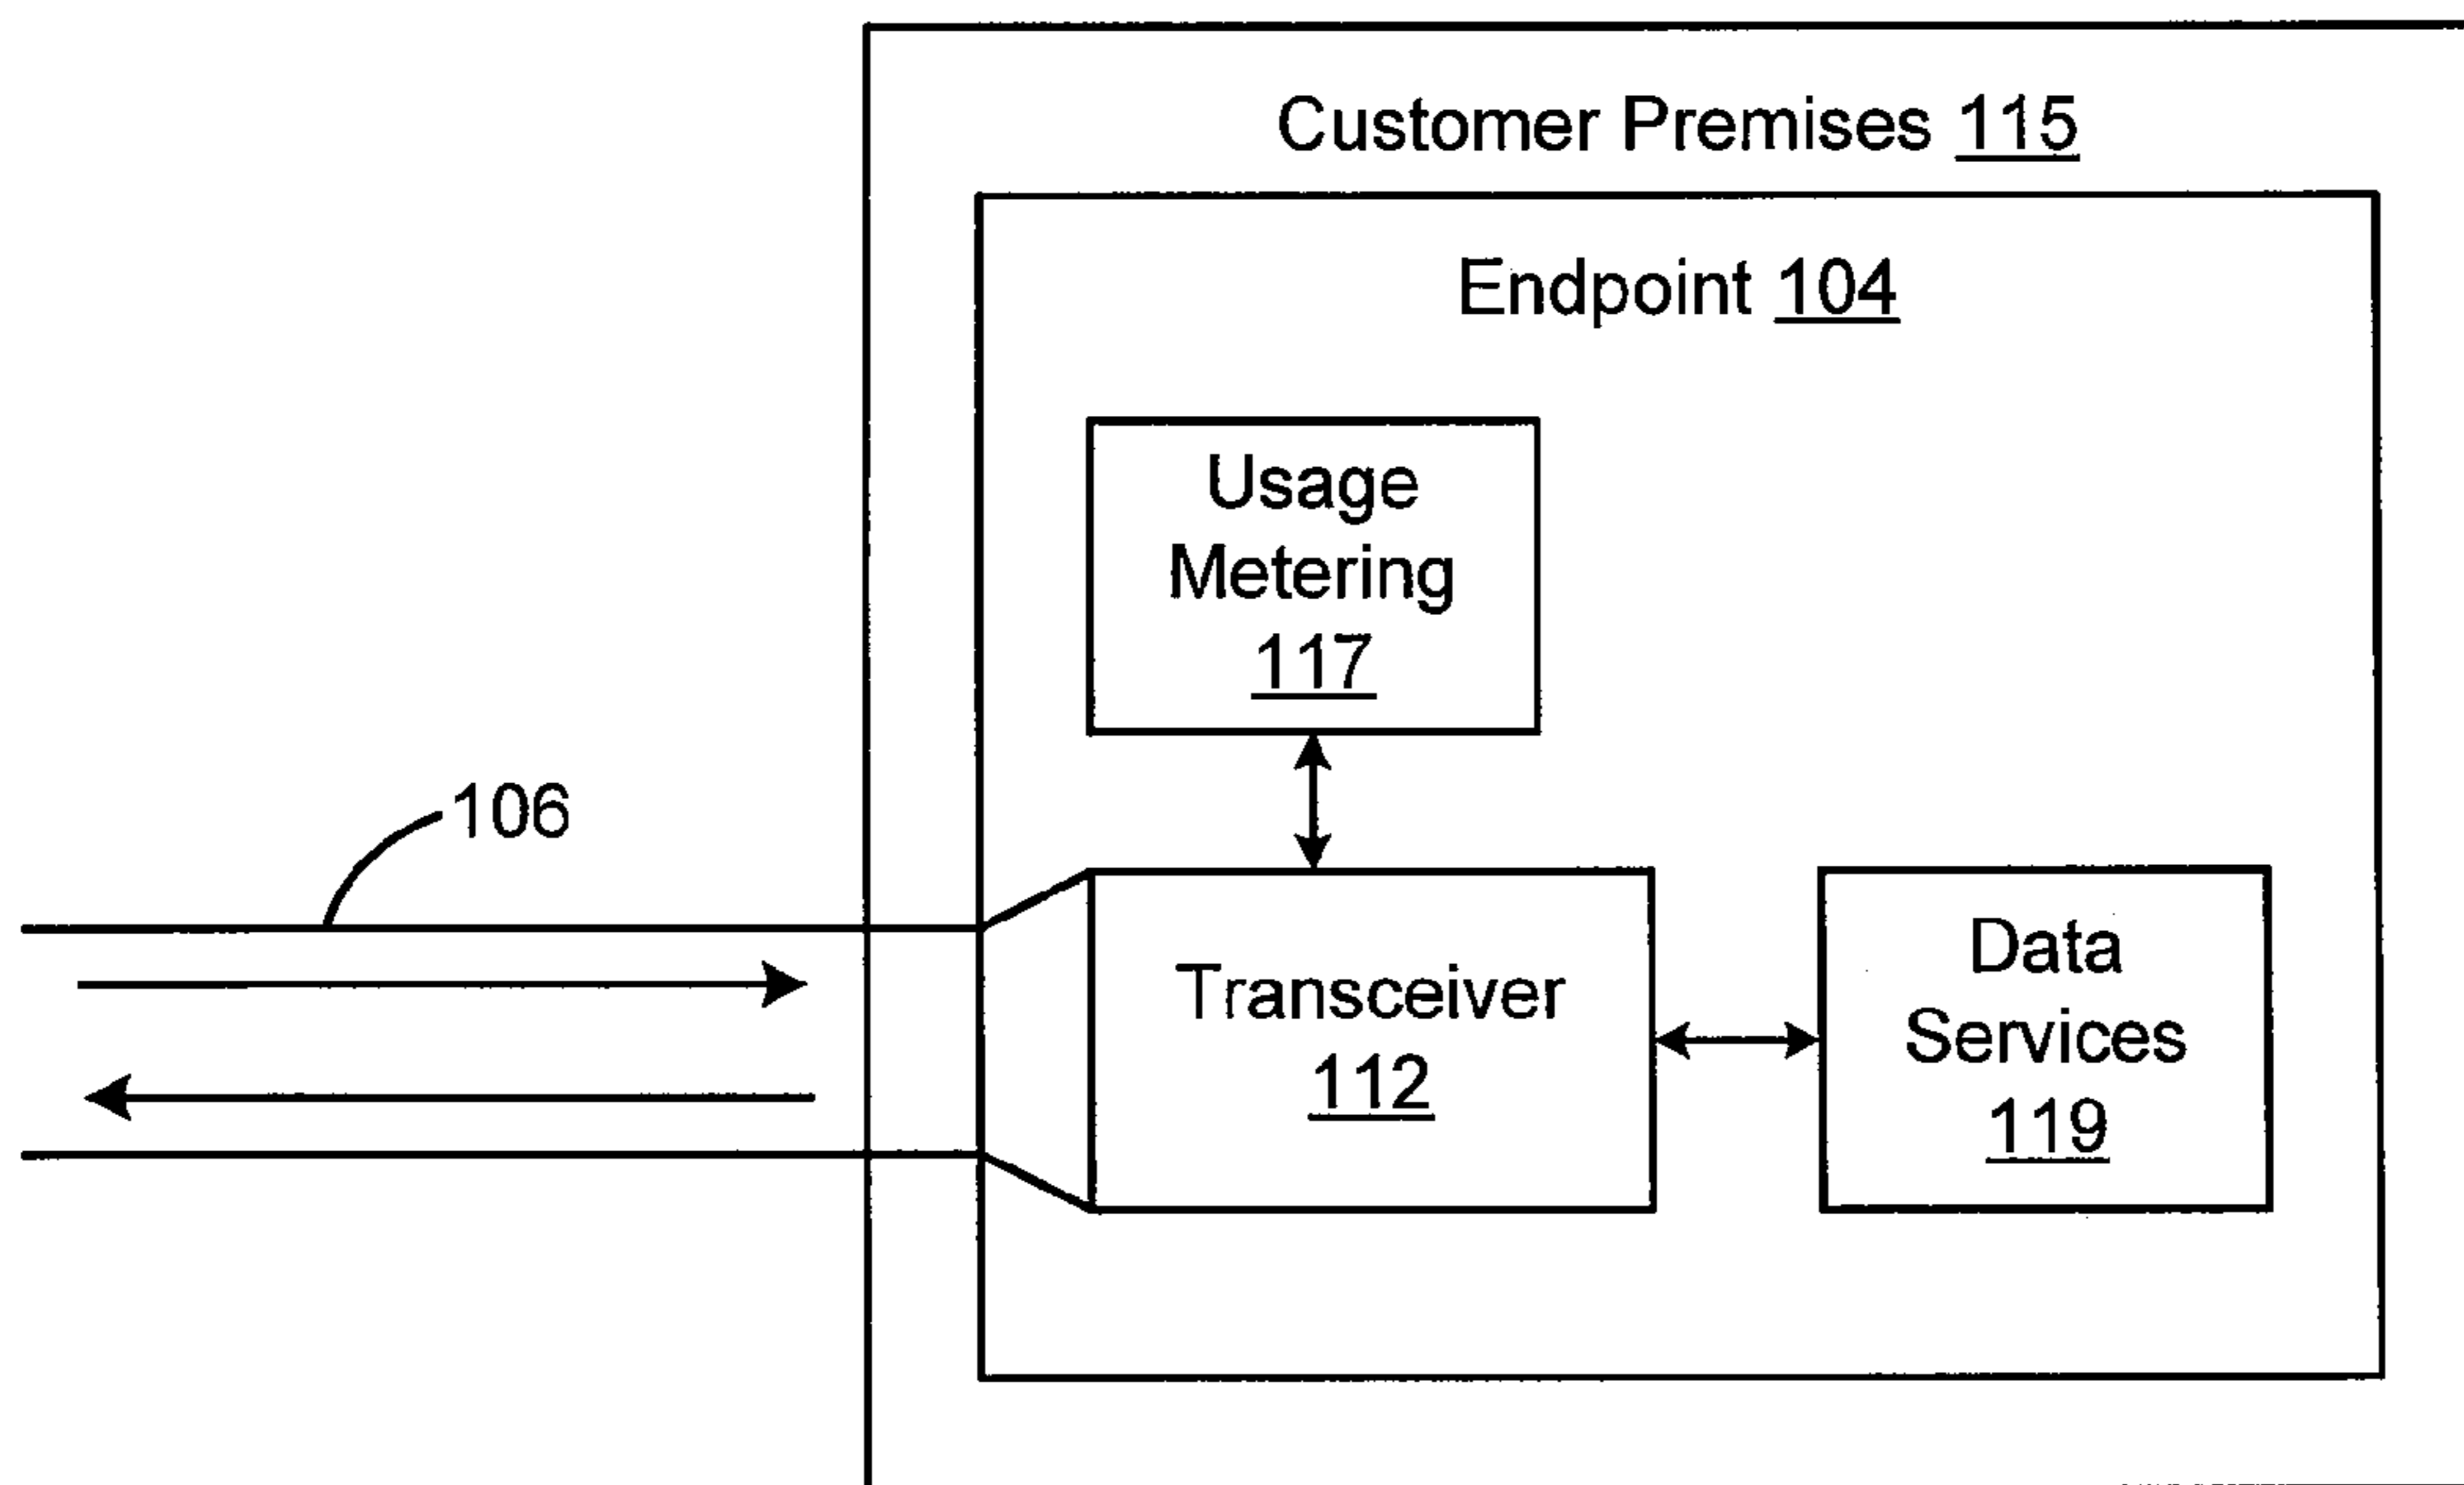 Customer Premises 115
Endpoint 104
Usage
Metering
117
106
Transceiver
112
Data
Services
119